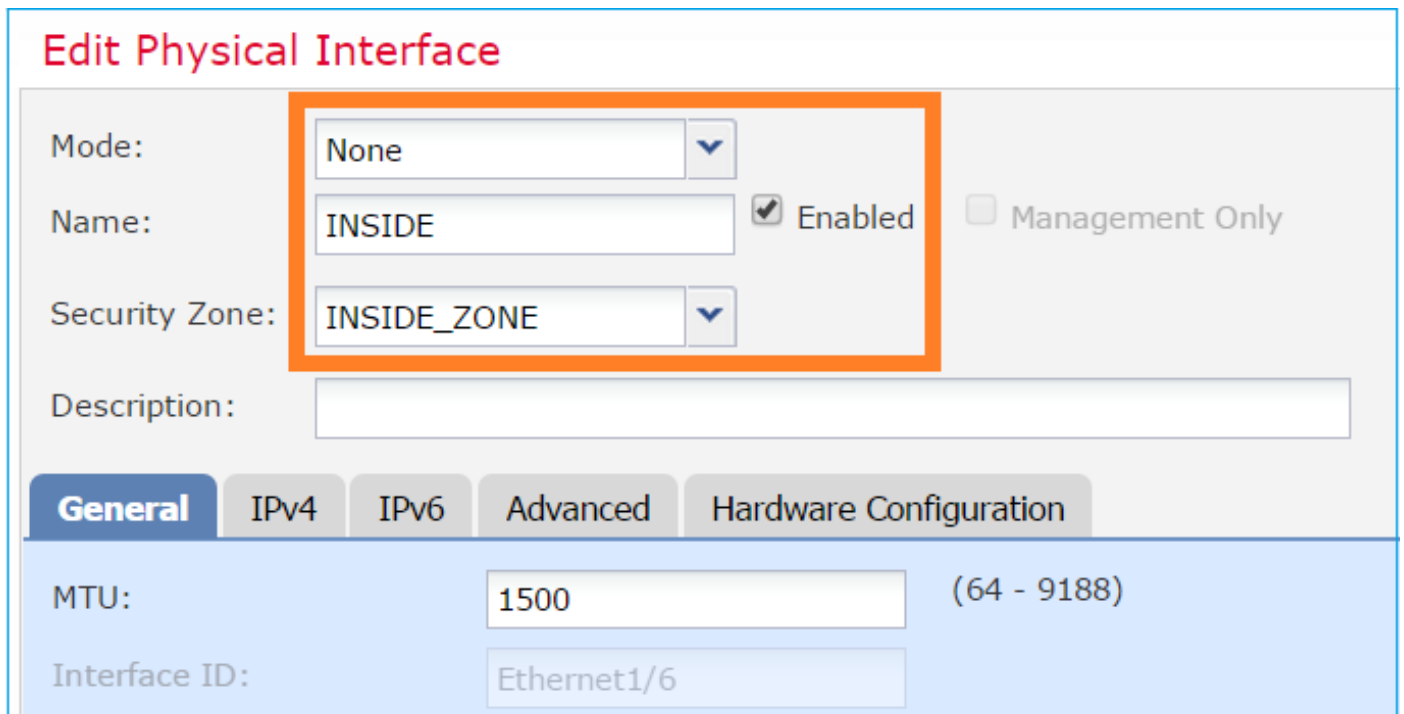 Edit Physical Interface
Mode: None
Name: INSIDE Enabled Management Only
Security Zone: INSIDE_ZONE
Description:
General IPv4 IPv6 Advanced Hardware Configuration
MTU: 1500 (64 - 9188)
Interface ID: Ethernet1/6